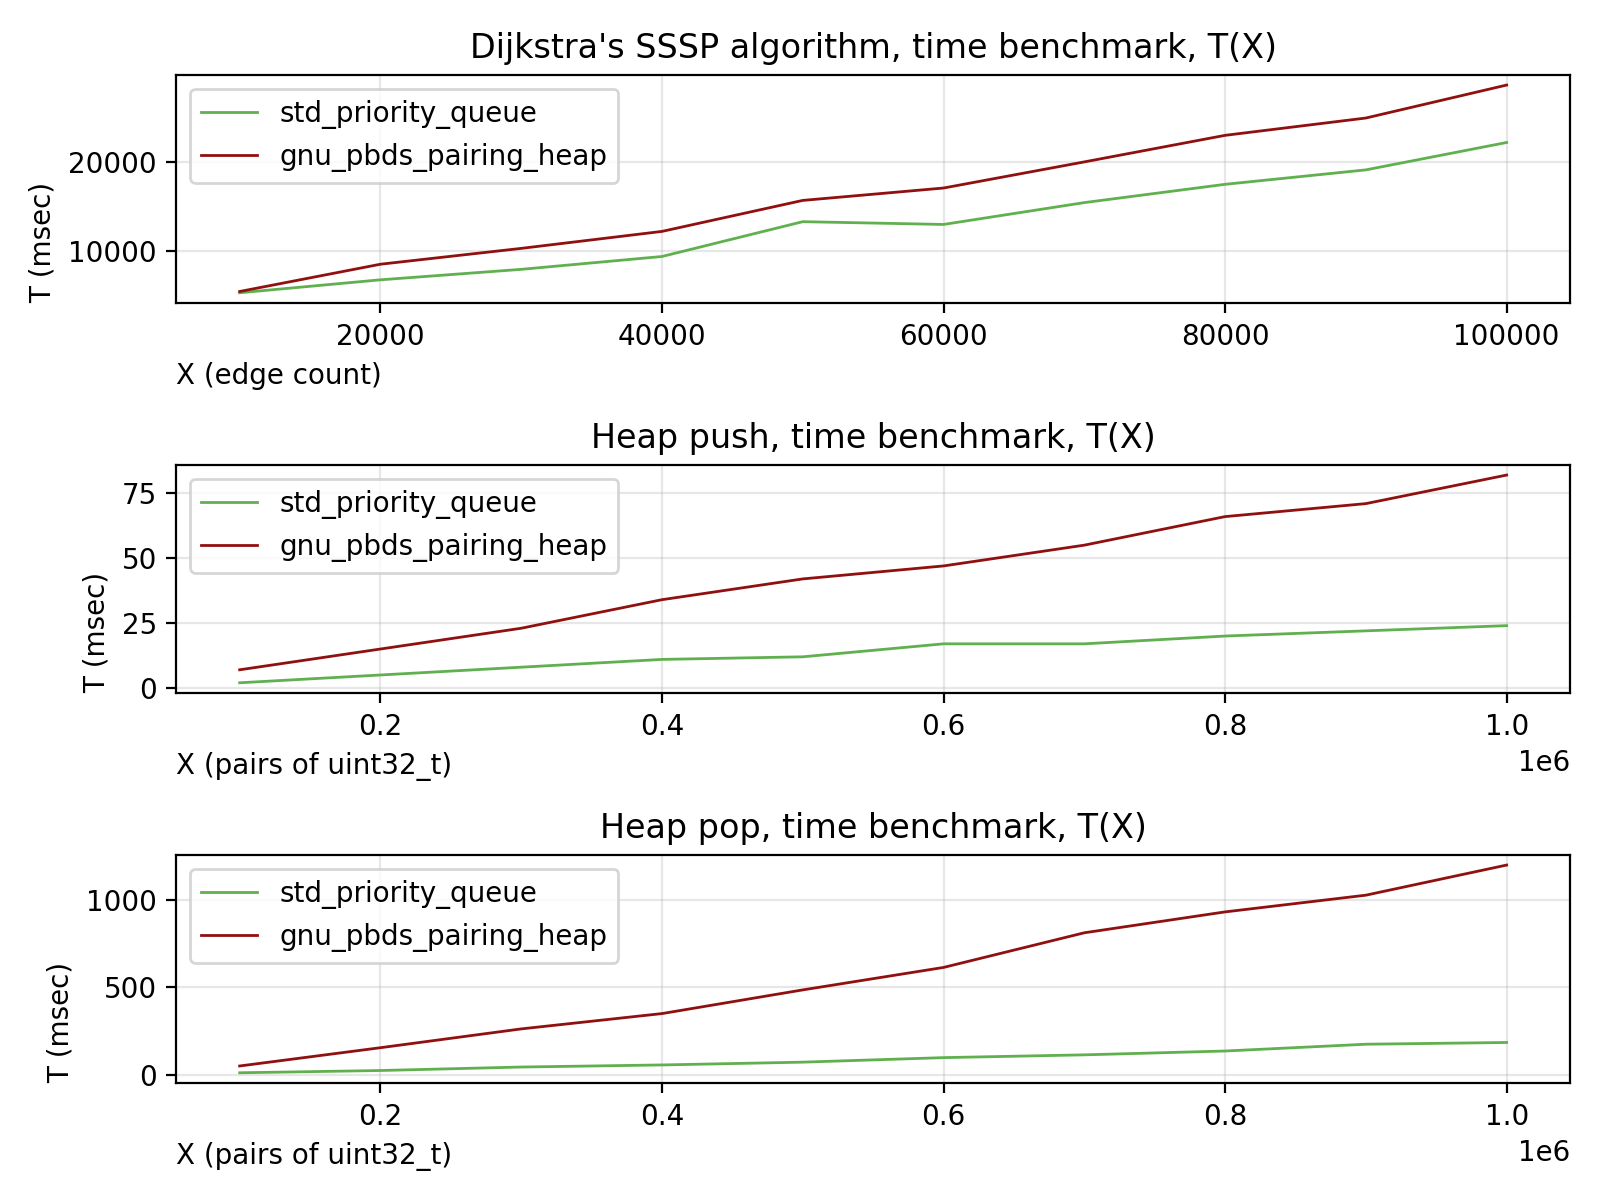 Dijkstra's SSSP algorithm, time benchmark, T(X)
std_priority_queue
gnu_pbds_pairing_heap
T (msec)
20000
10000
20000 40000 60000 80000 100000
X (edge count)
Heap push, time benchmark, T(X)
std_priority_queue
gnu_pbds_pairing_heap
T (msec)
75
50
25
0
0.2 0.4 0.6 0.8 1.0
1e6
X (pairs of uint32_t)
Heap pop, time benchmark, T(X)
std_priority_queue
gnu_pbds_pairing_heap
T (msec)
1000
500
0
0.2 0.4 0.6 0.8 1.0
1e6
X (pairs of uint32_t)